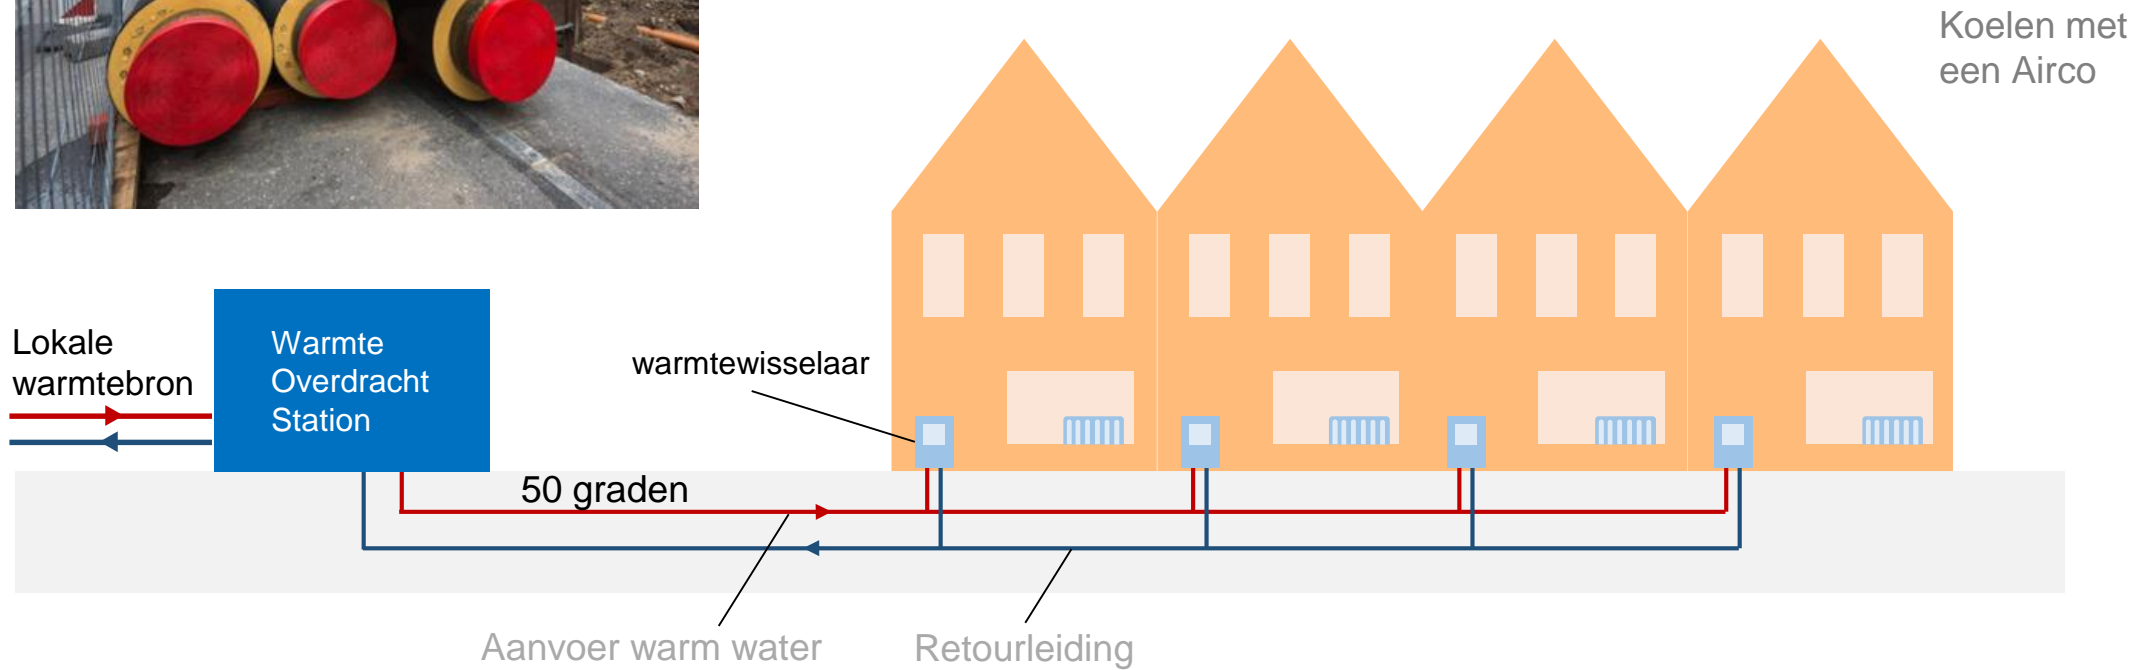 Koelen met
een Airco
Lokale
warmtebron
Warmte
Overdracht
Station
warmtewisselaar
50 graden
Aanvoer warm water
Retourleiding